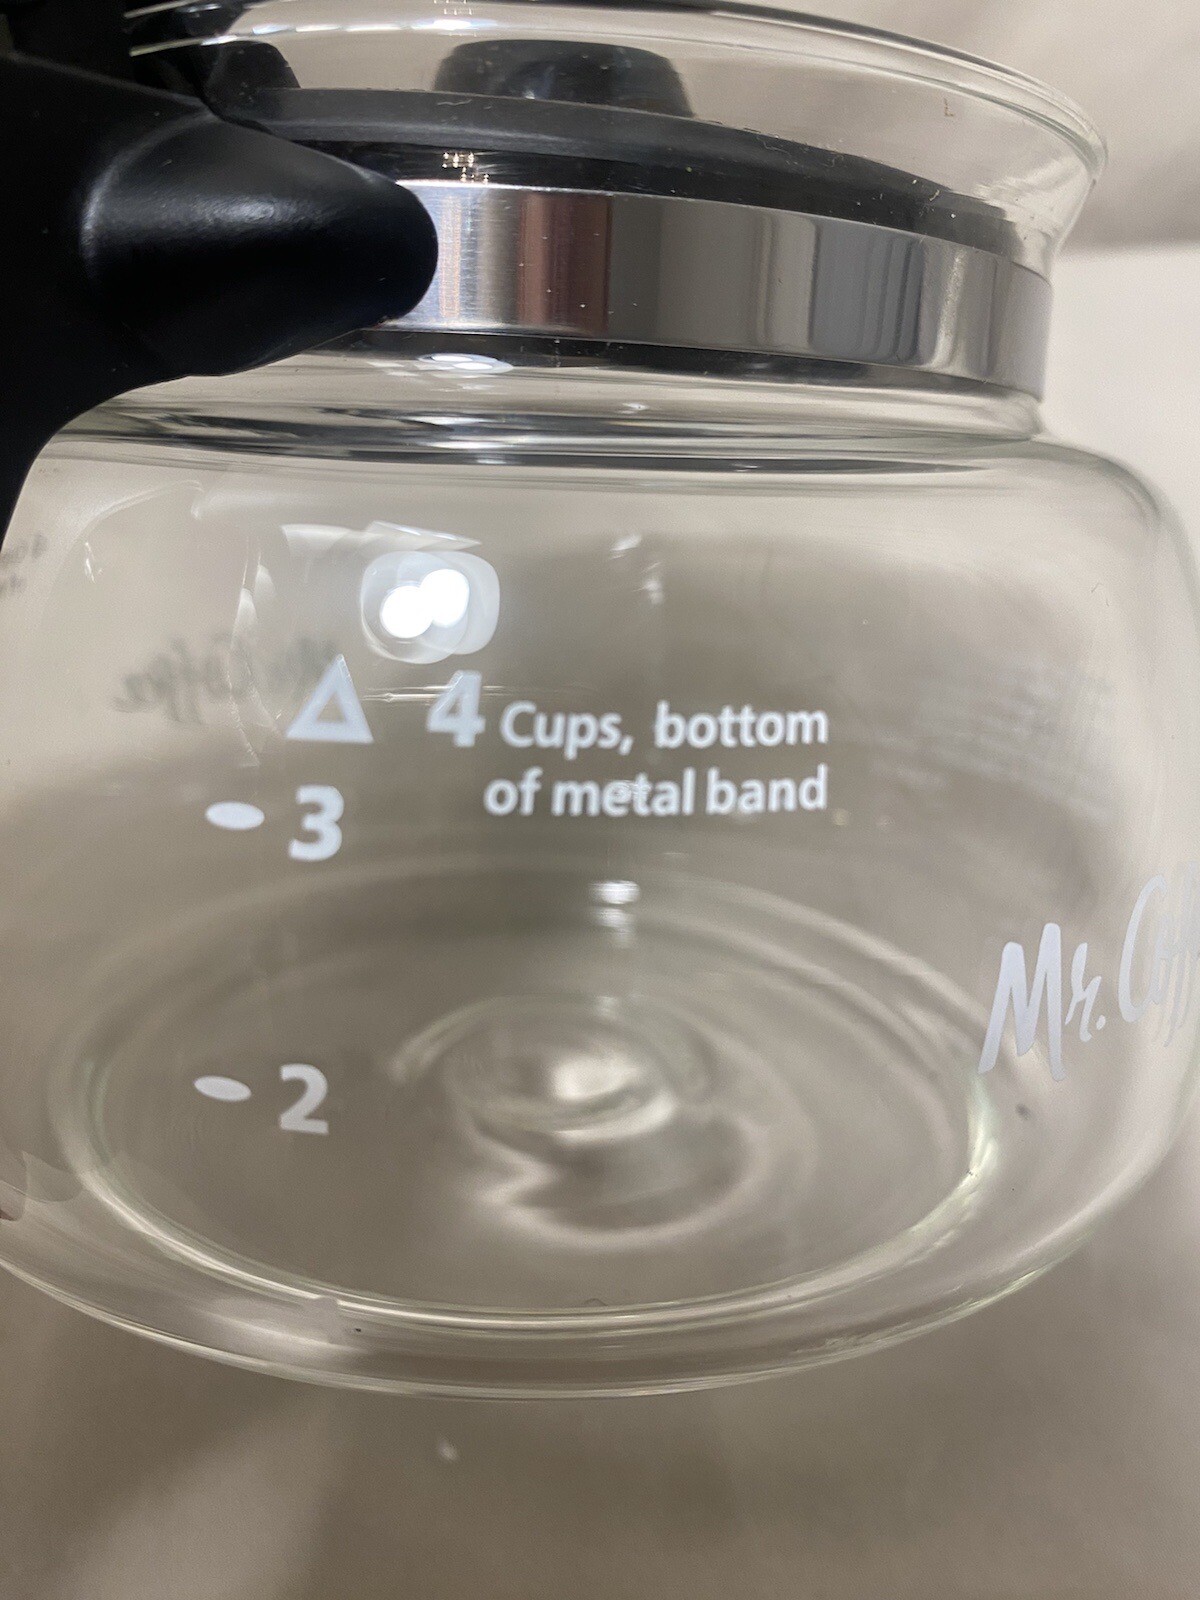 4 Cups, bottom
of metal band
3
Mr. Coff
2